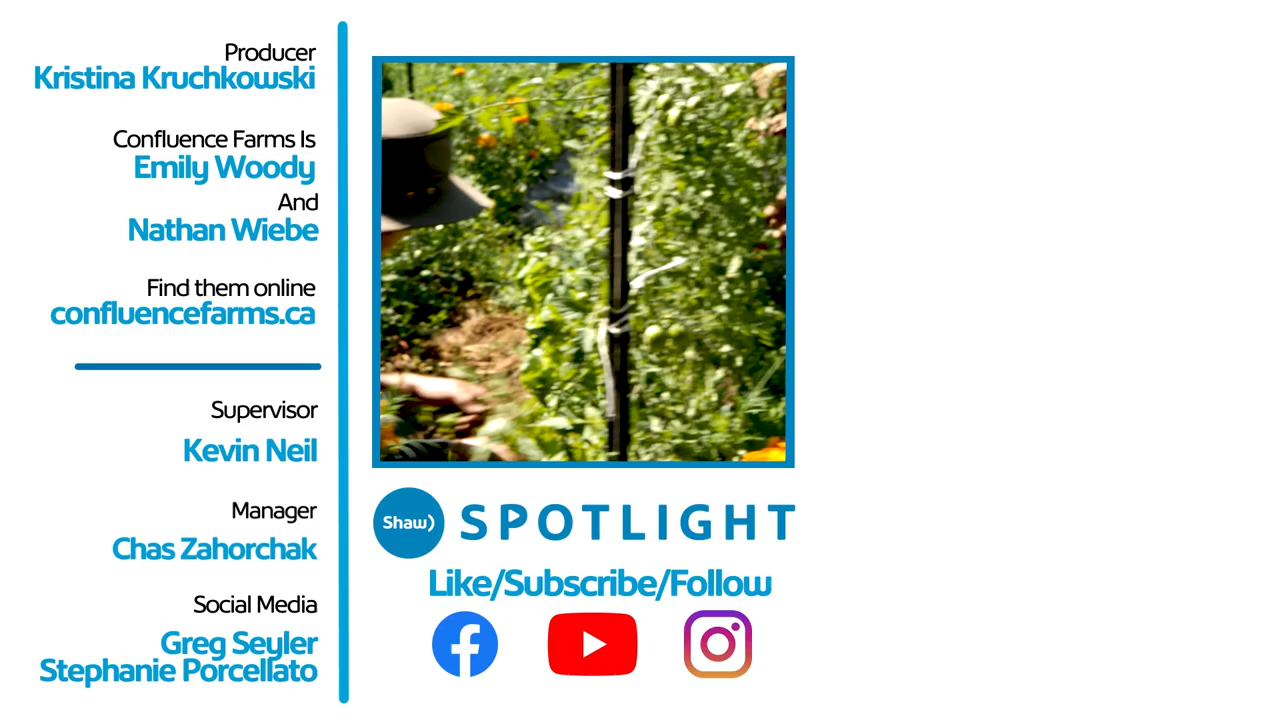 Producer
Kristina Kruchkowski
Confluence Farms Is
Emily Woody
And
Nathan Wiebe
Find them online
confluencefarms.ca
Supervisor
Kevin Neil
Manager
Chas Zahorchak
Social Media
Greg Seyler
Stephanie Porcellato
Shaw) SPOTLIGHT
Like/Subscribe/Follow